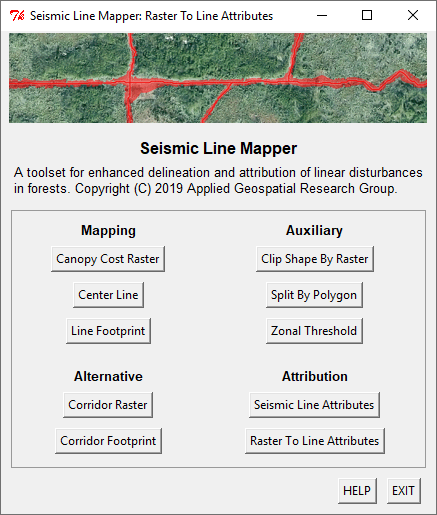 Seismic Line Mapper: Raster To Line Attributes
Seismic Line Mapper
A toolset for enhanced delineation and attribution of linear disturbances
in forests. Copyright (C) 2019 Applied Geospatial Research Group.
Mapping
Canopy Cost Raster
Center Line
Line Footprint
Auxiliary
Clip Shape By Raster
Split By Polygon
Zonal Threshold
Alternative
Corridor Raster
Corridor Footprint
Attribution
Seismic Line Attributes
Raster To Line Attributes
HELP
EXIT